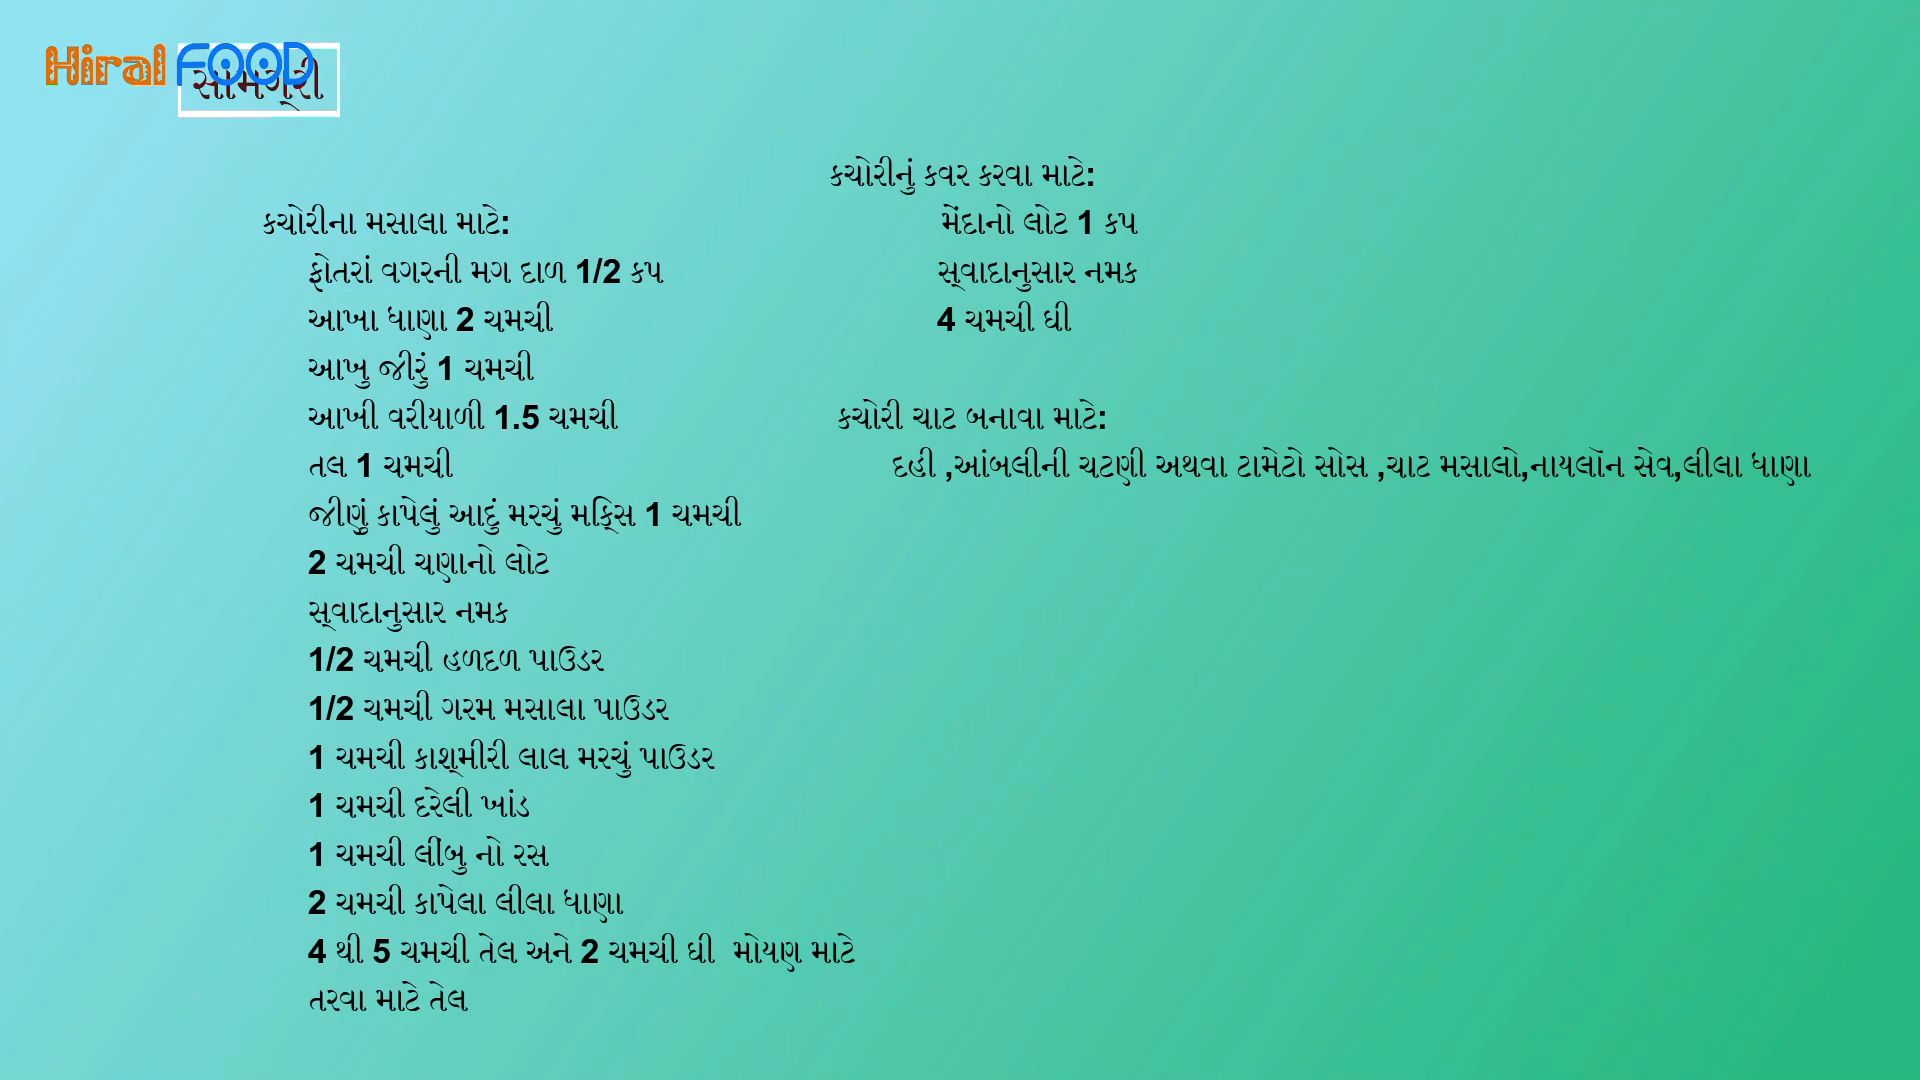 Hiral FOOD
સામગ્રી
કચોરીના મસાલા માટે:
ફોતરાં વગરની મગ દાળ 1/2 કપ
આખા ધાણા 2 ચમચી
આખુ જીરું 1 ચમચી
આખી વરીયાળી 1.5 ચમચી
તલ 1 ચમચી
જીણું કાપેલું આદું મરચું મિક્સ 1 ચમચી
2 ચમચી ચણાનો લોટ
સ્વાદાનુસાર નમક
1/2 ચમચી હળદળ પાઉડર
1/2 ચમચી ગરમ મસાલા પાઉડર
1 ચમચી કાશ્મીરી લાલ મરચું પાઉડર
1 ચમચી દરેલી ખાંડ
1 ચમચી લીંબુ નો રસ
2 ચમચી કાપેલા લીલા ધાણા
4 થી 5 ચમચી તેલ અને 2 ચમચી ઘી  મોયણ માટે
તરવા માટે તેલ
કચોરીનું કવર કરવા માટે:
મેંદાનો લોટ 1 કપ
સ્વાદાનુસાર નમક
4 ચમચી ઘી
કચોરી ચાટ બનાવા માટે:
દહી ,આંબલીની ચટણી અથવા ટામેટો સોસ ,ચાટ મસાલો,નાયલૉન સેવ,લીલા ધાણા